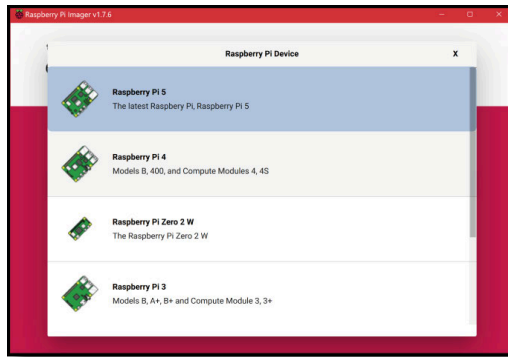 Raspberry Pi Imager v1.7.6
Raspberry Pi Device
X
Raspberry Pi 5
The latest Raspbery Pi, Raspberry Pi 5
Raspberry Pi 4
Models B, 400, and Compute Modules 4, 4S
Raspberry Pi Zero 2 W
The Raspberry Pi Zero 2 W
Raspberry Pi 3
Models B, A+, B+ and Compute Module 3, 3+